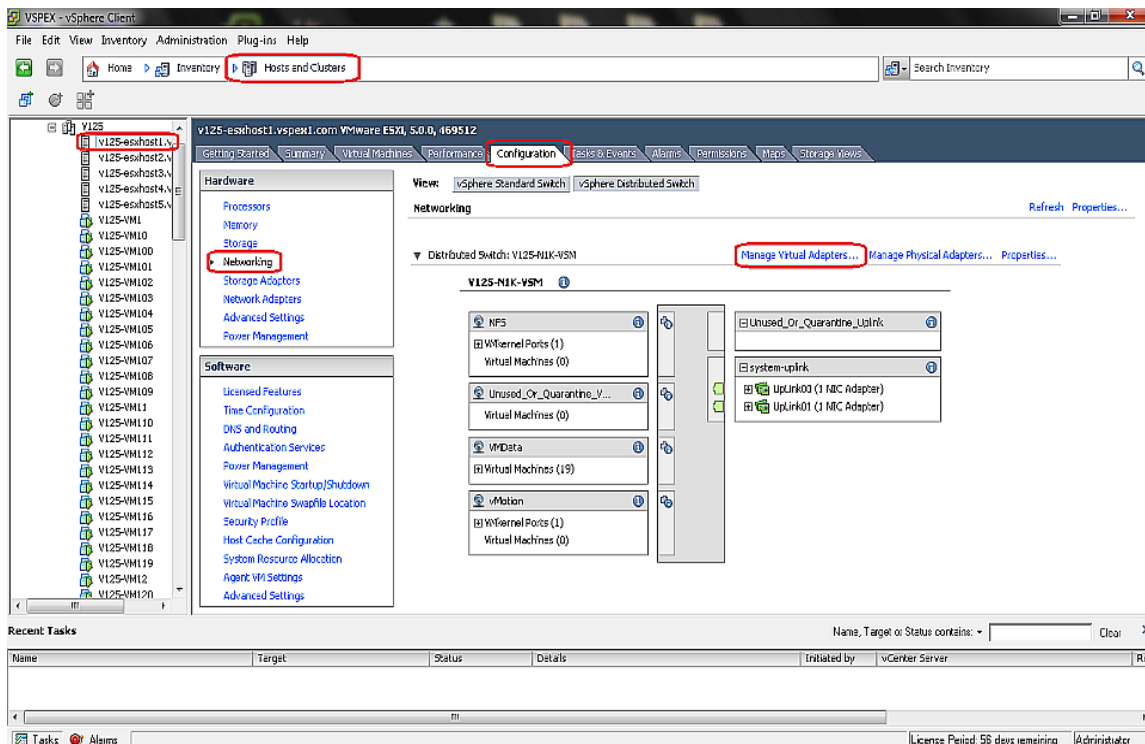 VSPEX - vSphere Client
File Edit View Inventory Administration Plug-ins Help
Home Inventory Hosts and Clusters
Search Inventory
V125
v125-esxhost1.v
v125-esxhost2.v
v125-esxhost3.v
v125-esxhost4.v
v125-esxhost5.v
V125-VM1
V125-VM10
V125-VM100
V125-VM101
V125-VM102
V125-VM103
V125-VM104
V125-VM105
V125-VM106
V125-VM107
V125-VM108
V125-VM109
V125-VM11
V125-VM110
V125-VM111
V125-VM112
V125-VM113
V125-VM114
V125-VM115
V125-VM116
V125-VM117
V125-VM118
V125-VM119
V125-VM12
V125-VM120
v125-esxhost1.vspex1.com VMware ESXi, 5.0.0, 469512
Getting Started Summary Virtual Machines Performance Configuration Tasks & Events Alarms Permissions Maps Storage Views
Hardware
Processors
Memory
Storage
Networking
Storage Adapters
Network Adapters
Advanced Settings
Power Management
Software
Licensed Features
Time Configuration
DNS and Routing
Authentication Services
Power Management
Virtual Machine Startup/Shutdown
Virtual Machine Swapfile Location
Security Profile
Host Cache Configuration
System Resource Allocation
Agent VM Settings
Advanced Settings
View: vSphere Standard Switch vSphere Distributed Switch
Networking Refresh Properties...
Distributed Switch: V125-N1K-VSM Manage Virtual Adapters... Manage Physical Adapters... Properties...
V125-N1K-VSM
NFS
VMkernel Ports (1)
Virtual Machines (0)
Unused_Or_Quarantine_V...
Virtual Machines (0)
VMData
Virtual Machines (19)
vMotion
VMkernel Ports (1)
Virtual Machines (0)
Unused_Or_Quarantine_Uplink
system-uplink
UpLink00 (1 NIC Adapter)
UpLink01 (1 NIC Adapter)
Recent Tasks Name, Target or Status contains: Clear
Name Target Status Details Initiated by vCenter Server
Tasks Alarms License Period: 56 days remaining Administrator